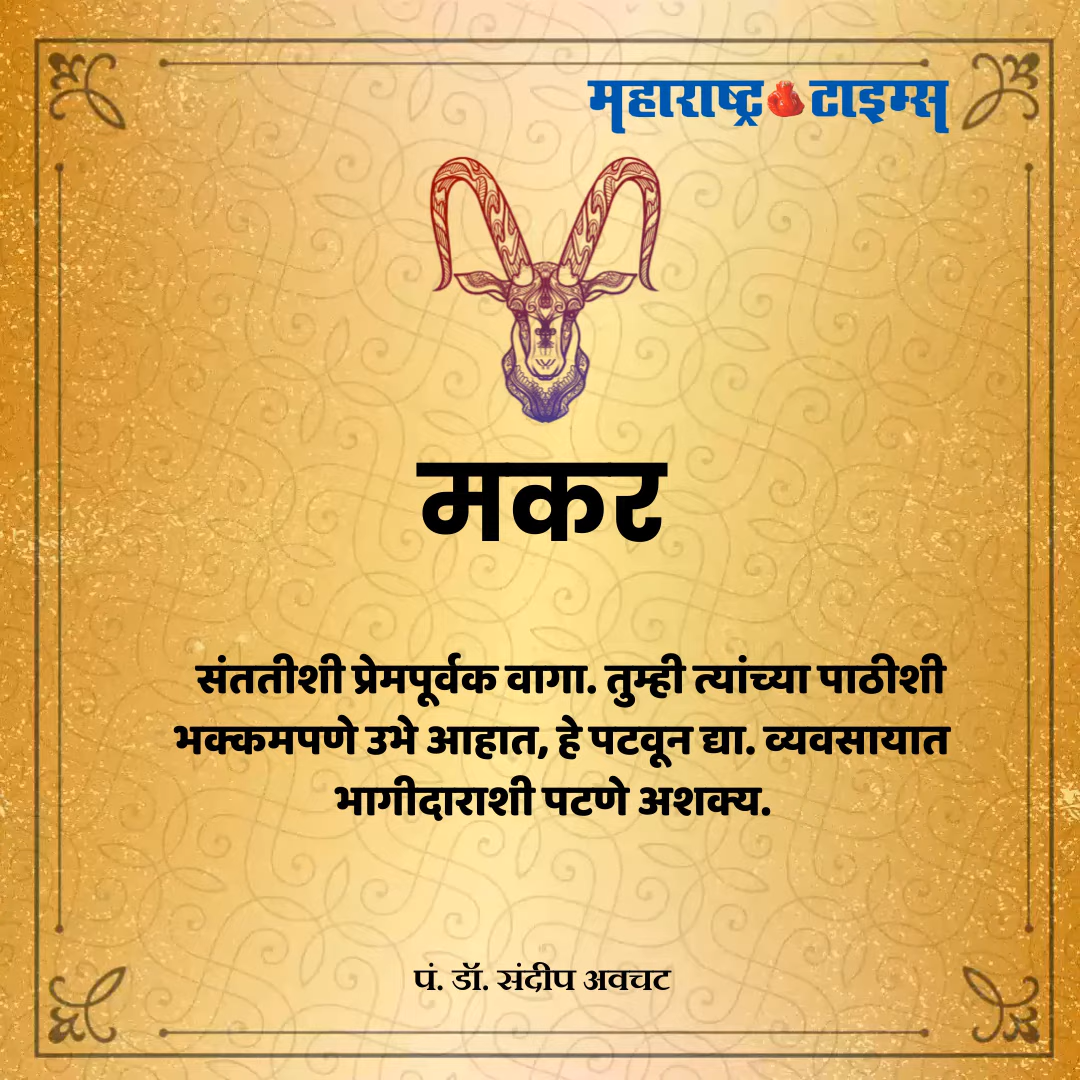 महाराष्ट्र टाइम्स
मकर
संततीशी प्रेमपूर्वक वागा. तुम्ही त्यांच्या पाठीशी
भक्कमपणे उभे आहात, हे पटवून द्या. व्यवसायात
भागीदाराशी पटणे अशक्य.
पं. डॉ. संदीप अवचट